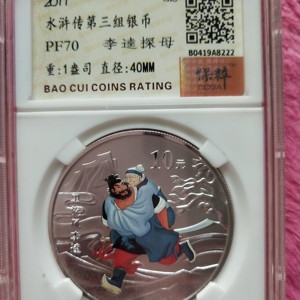 2017
水浒传第三组银币
PF70 李逵探母
重:1盎司 直径:40MM
B0419A8222
保粹
BAO CUI COINS RATING
10元